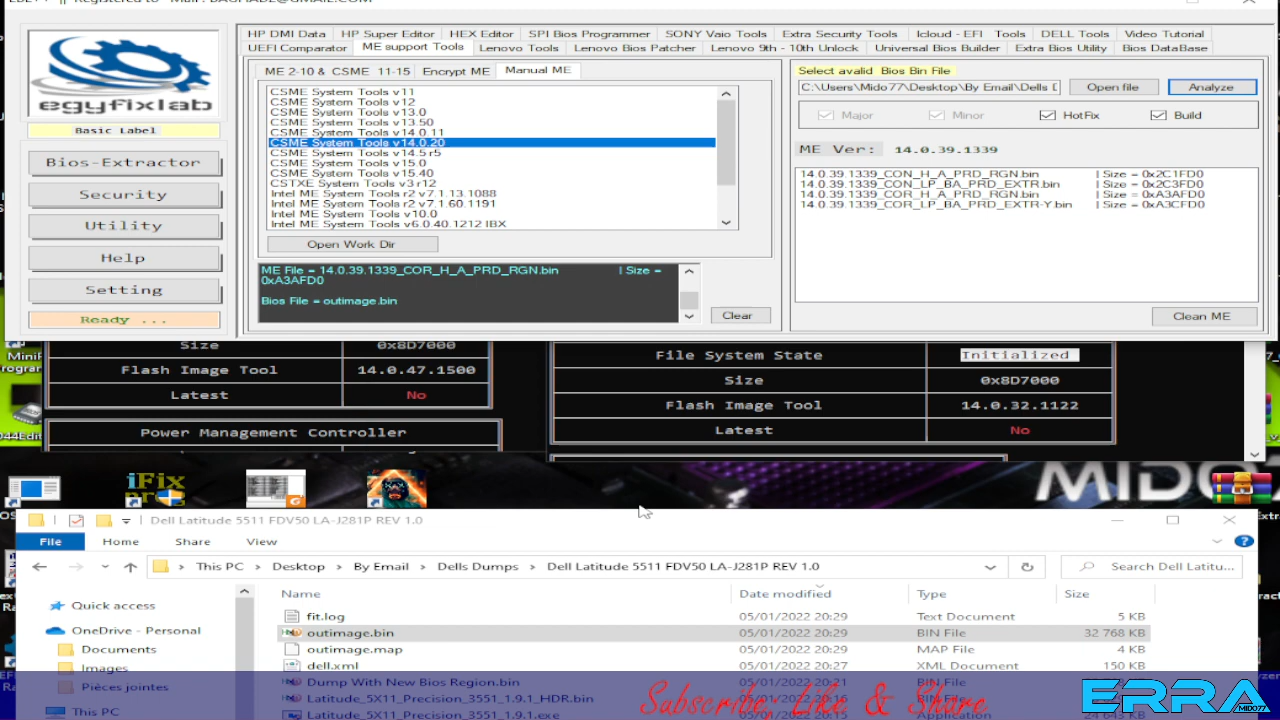 HP DMI Data HP Super Editor HEX Editor SPI Bios Programmer SONY Vaio Tools Extra Security Tools Icloud - EFI Tools DELL Tools Video Tutorial
UEFI Comparator ME support Tools Lenovo Tools Lenovo Bios Patcher Lenovo 9th - 10th Unlock Universal Bios Builder Extra Bios Utility Bios DataBase
egyfixlab
Basic Label
Bios-Extractor
Security
Utility
Help
Setting
Ready ...
ME 2-10 & CSME 11-15 Encrypt ME Manual ME
CSME System Tools v11
CSME System Tools v12
CSME System Tools v13.0
CSME System Tools v13.50
CSME System Tools v14.0.11
CSME System Tools v14.0.20
CSME System Tools v14.5 r5
CSME System Tools v15.0
CSME System Tools v15.40
CSTXE System Tools v3 r12
Intel ME System Tools r2 v7.1.13.1088
Intel ME System Tools r2 v7.1.60.1191
Intel ME System Tools v10.0
Intel ME System Tools v6.0.40.1212 IBX
Open Work Dir
ME File = 14.0.39.1339_COR_H_A_PRD_RGN.bin | Size =
0xA3AFD0
Bios File = outimage.bin
Clear
Select avalid Bios Bin File
C:\Users\Mido77\Desktop\By Email\Dells D Open file Analyze
Major Minor HotFix Build
ME Ver: 14.0.39.1339
14.0.39.1339_CON_H_A_PRD_RGN.bin | Size = 0x2C1FD0
14.0.39.1339_CON_LP_BA_PRD_EXTR.bin | Size = 0x2C3FD0
14.0.39.1339_COR_H_A_PRD_RGN.bin | Size = 0xA3AFD0
14.0.39.1339_COR_LP_BA_PRD_EXTR-Y.bin | Size = 0xA3CFD0
Clean ME
Size 0x8D7000
Flash Image Tool 14.0.47.1500
Latest No
Power Management Controller
File System State Initialized
Size 0x8D7000
Flash Image Tool 14.0.32.1122
Latest No
iFix
pro
MIDO
Dell Latitude 5511 FDV50 LA-J281P REV 1.0
File Home Share View
This PC > Desktop > By Email > Dells Dumps > Dell Latitude 5511 FDV50 LA-J281P REV 1.0 Search Dell Latitu...
Name Date modified Type Size
Quick access
OneDrive - Personal
Documents
Images
Pièces jointes
This PC
fit.log 05/01/2022 20:29 Text Document 5 KB
outimage.bin 05/01/2022 20:29 BIN File 32 768 KB
outimage.map 05/01/2022 20:29 MAP File 4 KB
dell.xml 05/01/2022 20:27 XML Document 150 KB
Dump With New Bios Region.bin
Latitude_5X11_Precision_3551_1.9.1_HDR.bin
Latitude_5X11_Precision_3551_1.9.1.exe
Subscribe, Like & Share
ERRA
MIDO77